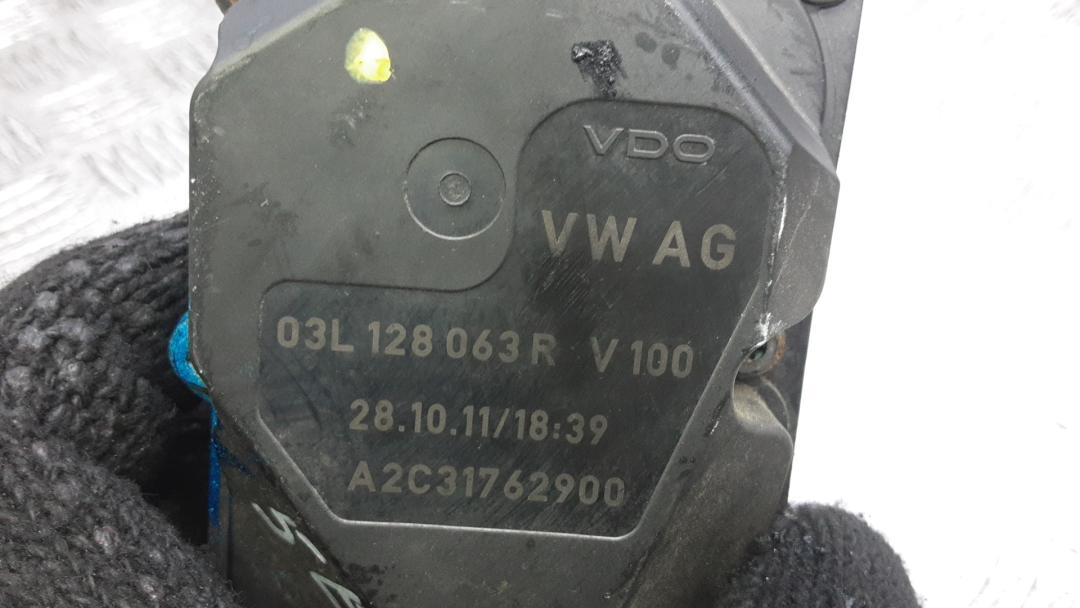 VDO
VW AG
03L 128 063 R V 100
28.10.11/18:39
A2C31762900